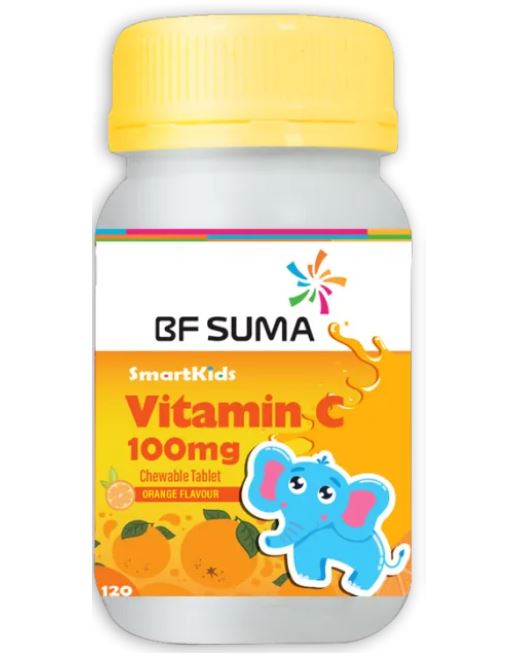 BF SUMA
SmartKids
Vitamin C
100mg
Chewable Tablet
ORANGE FLAVOUR
120